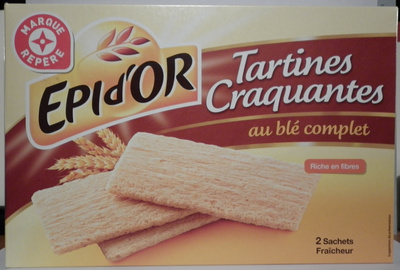 MARQUE
REPÈRE
EPI d'OR
Tartines
Craquantes
au blé complet
Riche en fibres
2 Sachets
Fraîcheur